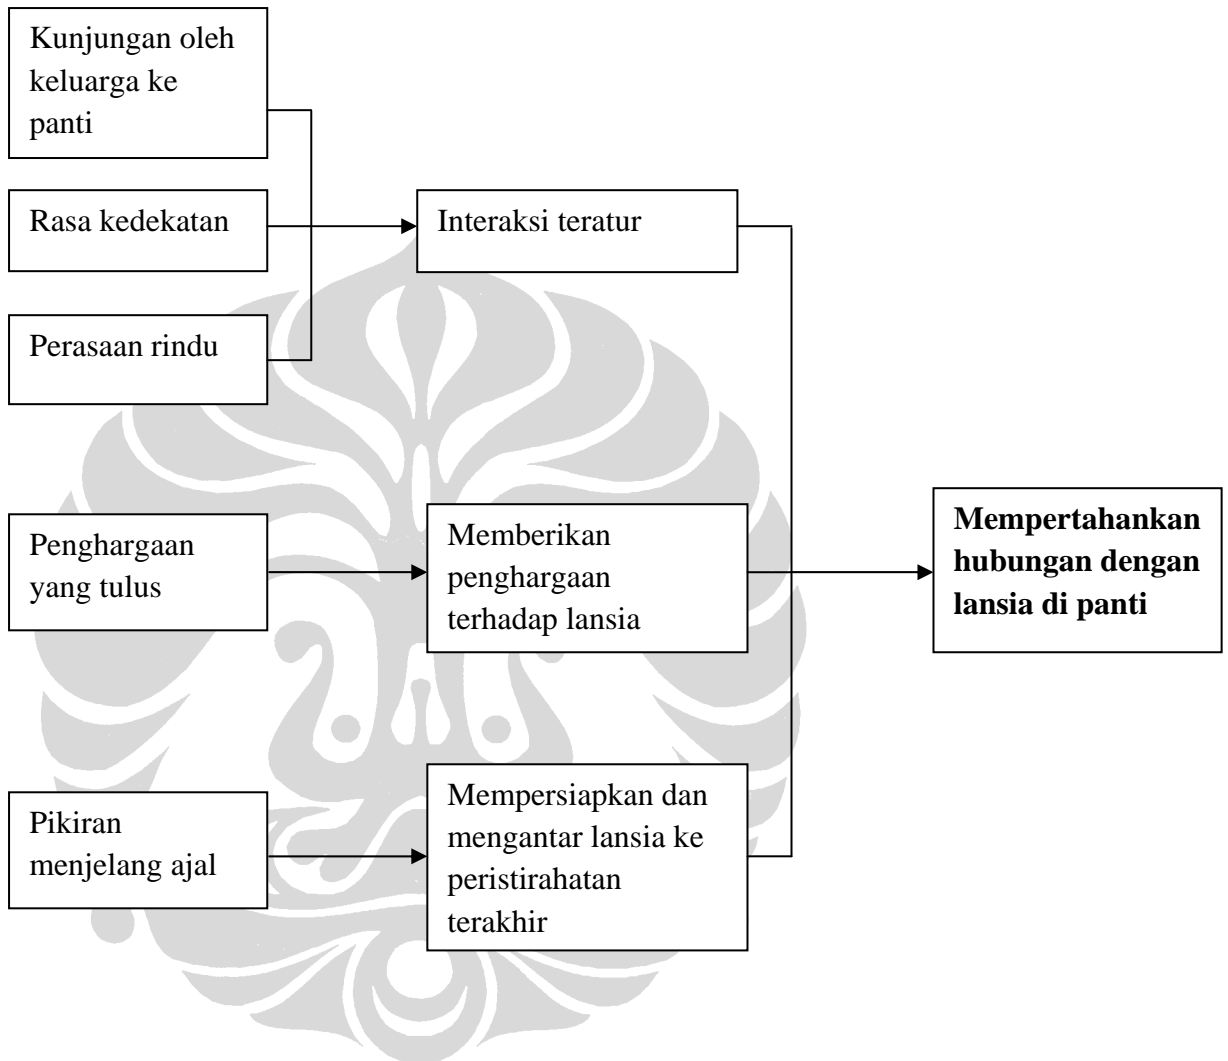 Kunjungan oleh
keluarga ke
panti
Rasa kedekatan
Interaksi teratur
Perasaan rindu
Penghargaan
yang tulus
Memberikan
penghargaan
terhadap lansia
Mempertahankan
hubungan dengan
lansia di panti
Pikiran
menjelang ajal
Mempersiapkan dan
mengantar lansia ke
peristirahatan
terakhir